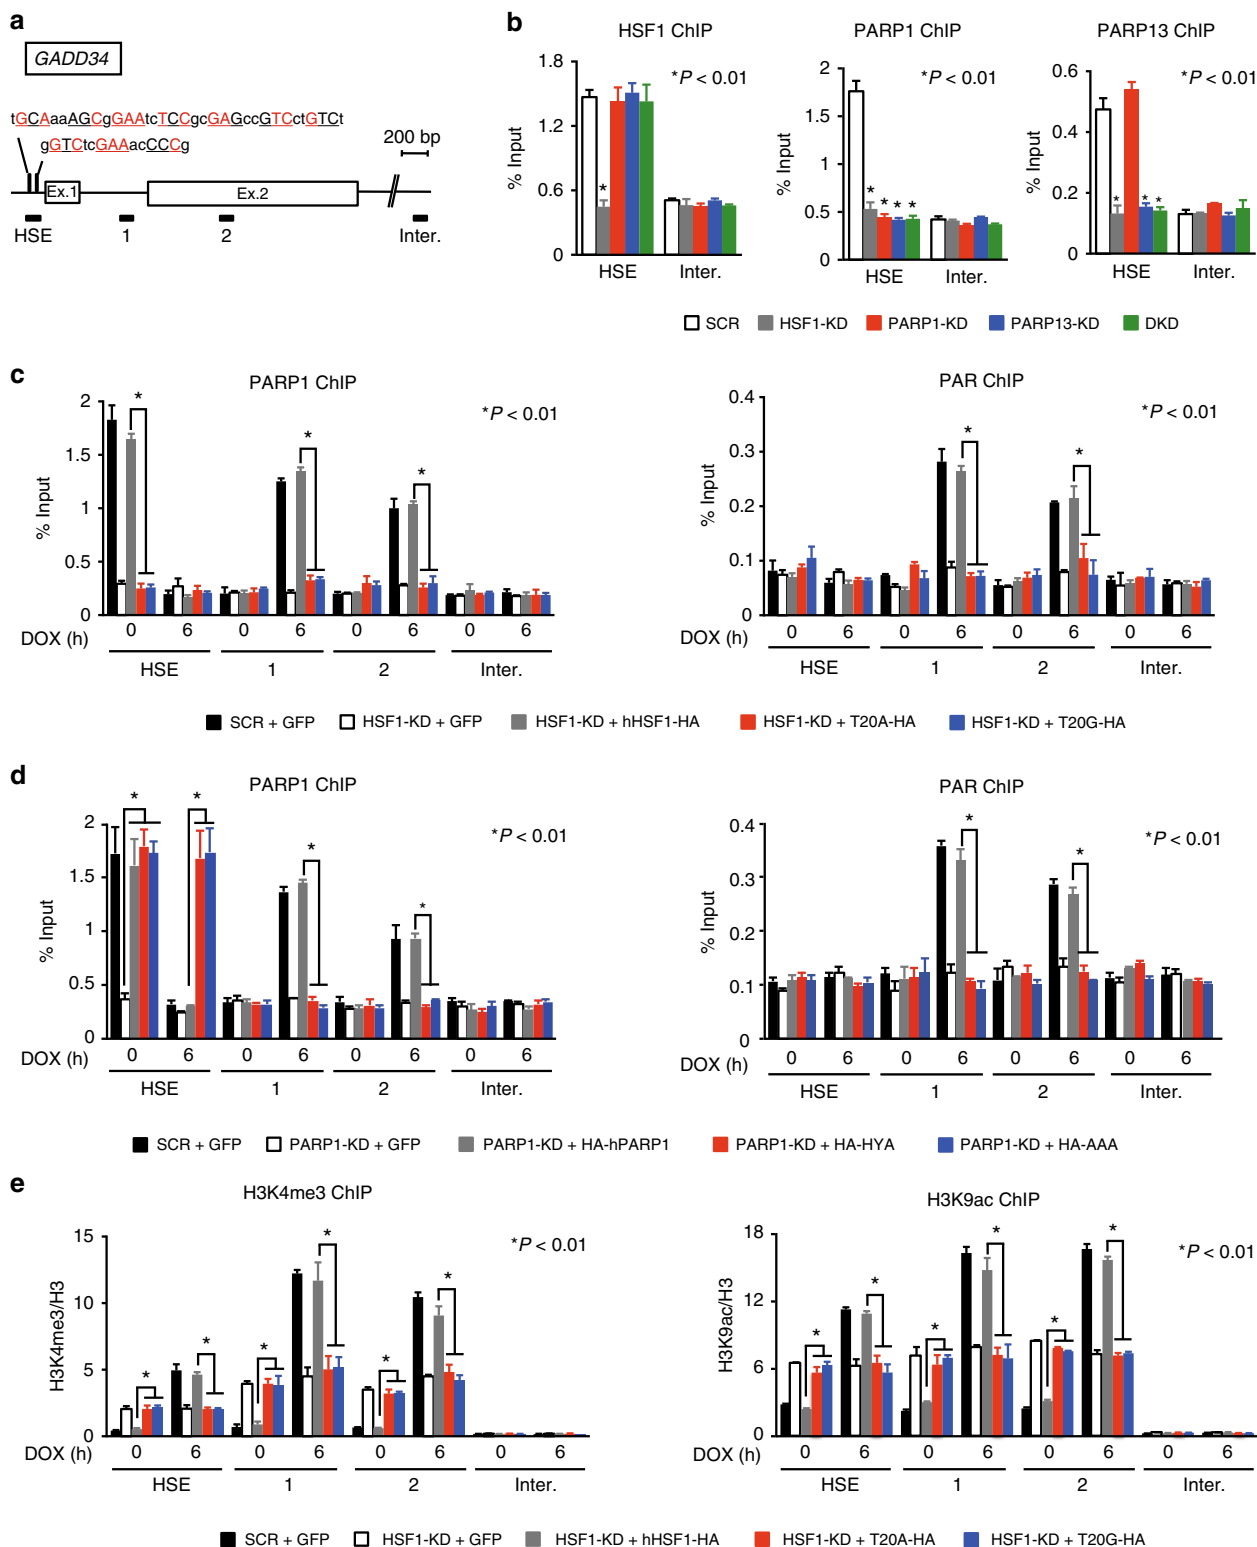 a
GADD34
tGCAaaAGCgGAAtcTCCgcGAGccGTCctGTCt
gGTCtcGAAacCCCg
200 bp
Ex.1
Ex.2
HSE
1
2
Inter.
b
HSF1 ChIP
PARP1 ChIP
PARP13 ChIP
*P < 0.01
*P < 0.01
*P < 0.01
% Input
1.8
1.2
0.6
0
*
HSE
Inter.
% Input
2
1.5
1
0.5
0
* * * *
HSE
Inter.
% Input
0.6
0.4
0.2
0
* * *
HSE
Inter.
SCR
HSF1-KD
PARP1-KD
PARP13-KD
DKD
c
PARP1 ChIP
*P < 0.01
% Input
2
1.5
1
0.5
0
* * *
DOX (h)
0 6 0 6 0 6 0 6
HSE 1 2 Inter.
PAR ChIP
*P < 0.01
% Input
0.4
0.3
0.2
0.1
0
* *
DOX (h)
0 6 0 6 0 6 0 6
HSE 1 2 Inter.
SCR + GFP
HSF1-KD + GFP
HSF1-KD + hHSF1-HA
HSF1-KD + T20A-HA
HSF1-KD + T20G-HA
d
PARP1 ChIP
*P < 0.01
% Input
2
1.5
1
0.5
0
* * * *
DOX (h)
0 6 0 6 0 6 0 6
HSE 1 2 Inter.
PAR ChIP
*P < 0.01
% Input
0.4
0.3
0.2
0.1
0
* *
DOX (h)
0 6 0 6 0 6 0 6
HSE 1 2 Inter.
SCR + GFP
PARP1-KD + GFP
PARP1-KD + HA-hPARP1
PARP1-KD + HA-HYA
PARP1-KD + HA-AAA
e
H3K4me3 ChIP
*P < 0.01
H3K4me3/H3
15
10
5
0
* * * * * *
DOX (h)
0 6 0 6 0 6 0 6
HSE 1 2 Inter.
H3K9ac ChIP
*P < 0.01
H3K9ac/H3
18
12
6
0
* * * * * *
DOX (h)
0 6 0 6 0 6 0 6
HSE 1 2 Inter.
SCR + GFP
HSF1-KD + GFP
HSF1-KD + hHSF1-HA
HSF1-KD + T20A-HA
HSF1-KD + T20G-HA